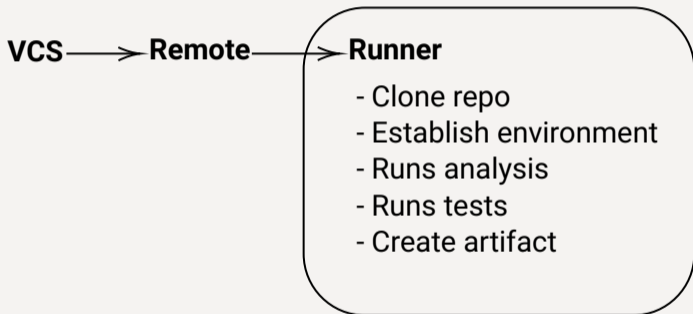 VCS Remote Runner
- Clone repo
- Establish environment
- Runs analysis
- Runs tests
- Create artifact